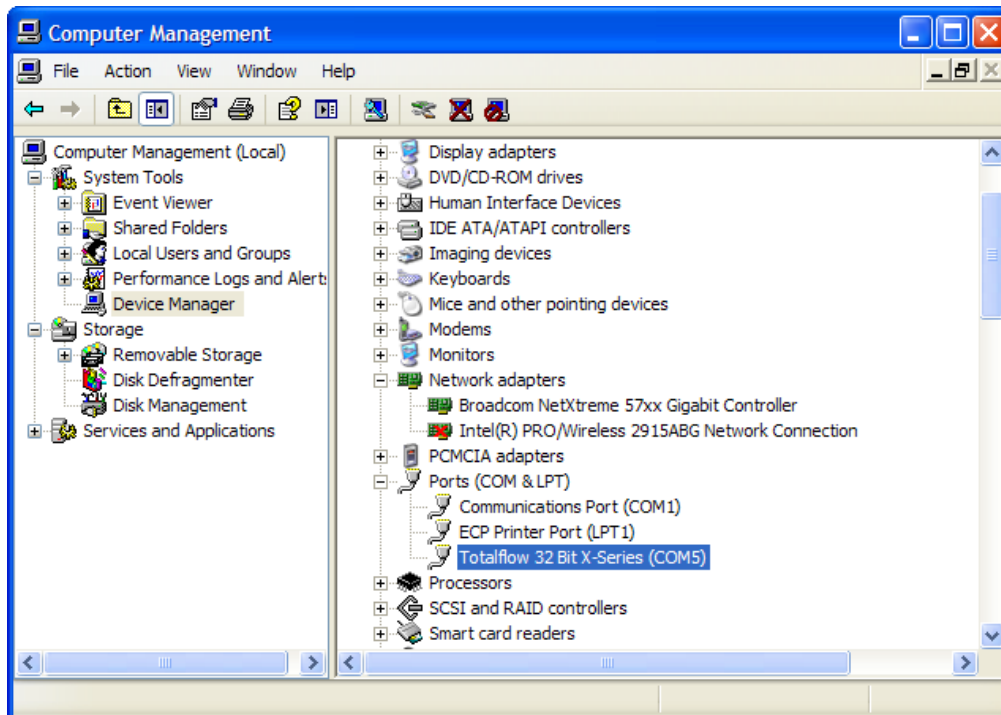 Computer Management
File Action View Window Help
Computer Management (Local)
System Tools
Event Viewer
Shared Folders
Local Users and Groups
Performance Logs and Alerts
Device Manager
Storage
Removable Storage
Disk Defragmenter
Disk Management
Services and Applications
Display adapters
DVD/CD-ROM drives
Human Interface Devices
IDE ATA/ATAPI controllers
Imaging devices
Keyboards
Mice and other pointing devices
Modems
Monitors
Network adapters
Broadcom NetXtreme 57xx Gigabit Controller
Intel(R) PRO/Wireless 2915ABG Network Connection
PCMCIA adapters
Ports (COM & LPT)
Communications Port (COM1)
ECP Printer Port (LPT1)
Totalflow 32 Bit X-Series (COM5)
Processors
SCSI and RAID controllers
Smart card readers